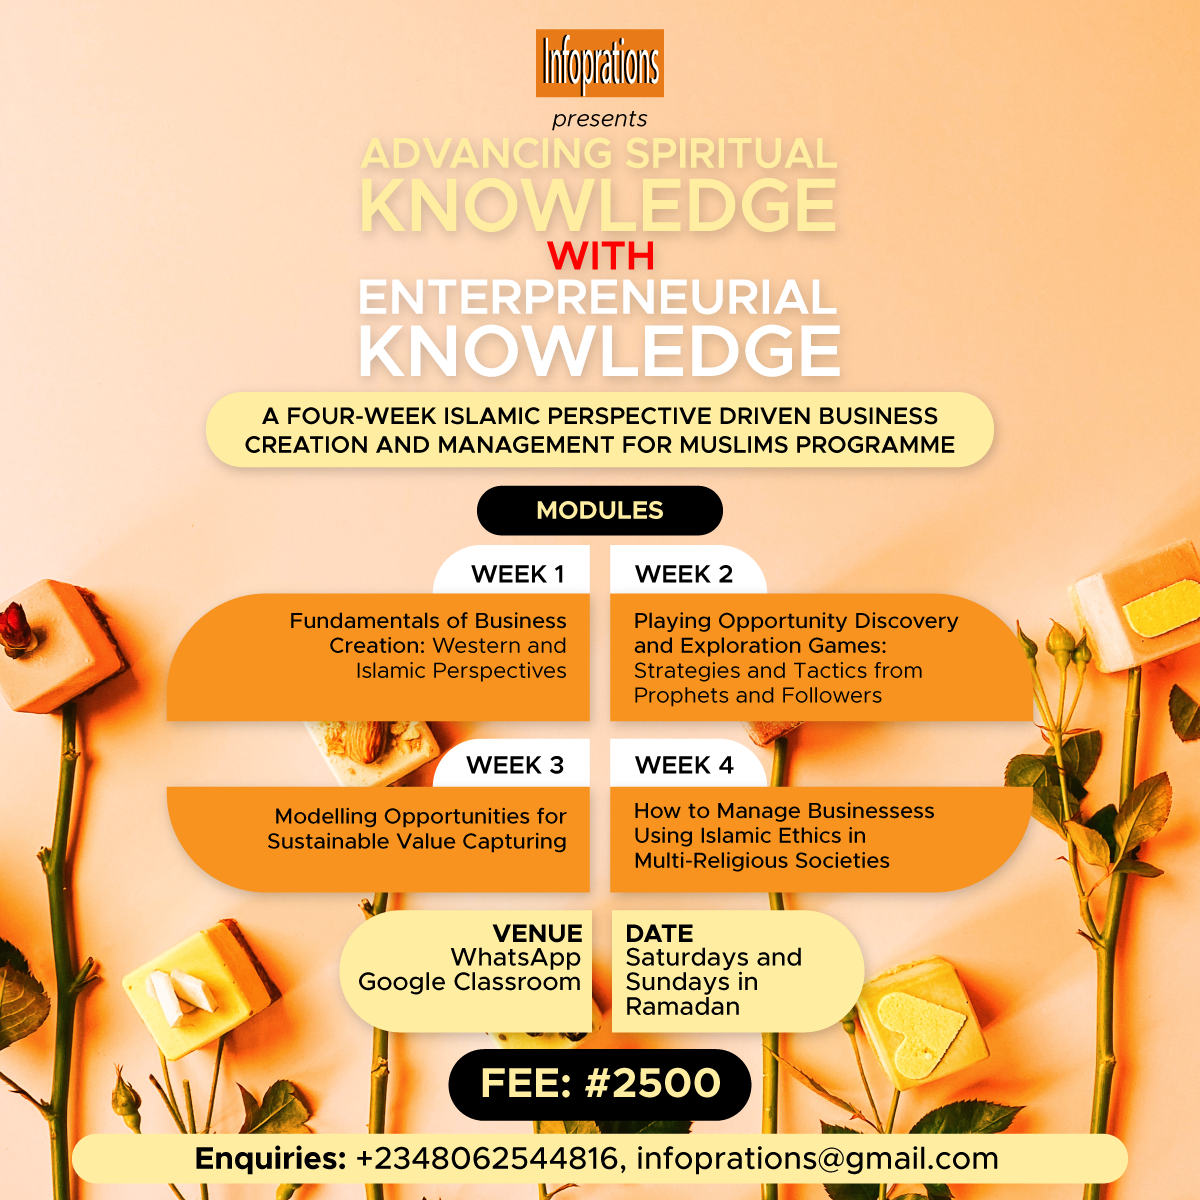 Infoprations
presents
ADVANCING SPIRITUAL
KNOWLEDGE
WITH
ENTERPRENEURIAL
KNOWLEDGE
A FOUR-WEEK ISLAMIC PERSPECTIVE DRIVEN BUSINESS
CREATION AND MANAGEMENT FOR MUSLIMS PROGRAMME
MODULES
WEEK 1
Fundamentals of Business
Creation: Western and
Islamic Perspectives
WEEK 2
Playing Opportunity Discovery
and Exploration Games:
Strategies and Tactics from
Prophets and Followers
WEEK 3
Modelling Opportunities for
Sustainable Value Capturing
WEEK 4
How to Manage Businessess
Using Islamic Ethics in
Multi-Religious Societies
VENUE
WhatsApp
Google Classroom
DATE
Saturdays and
Sundays in
Ramadan
FEE: #2500
Enquiries: +2348062544816, infoprations@gmail.com